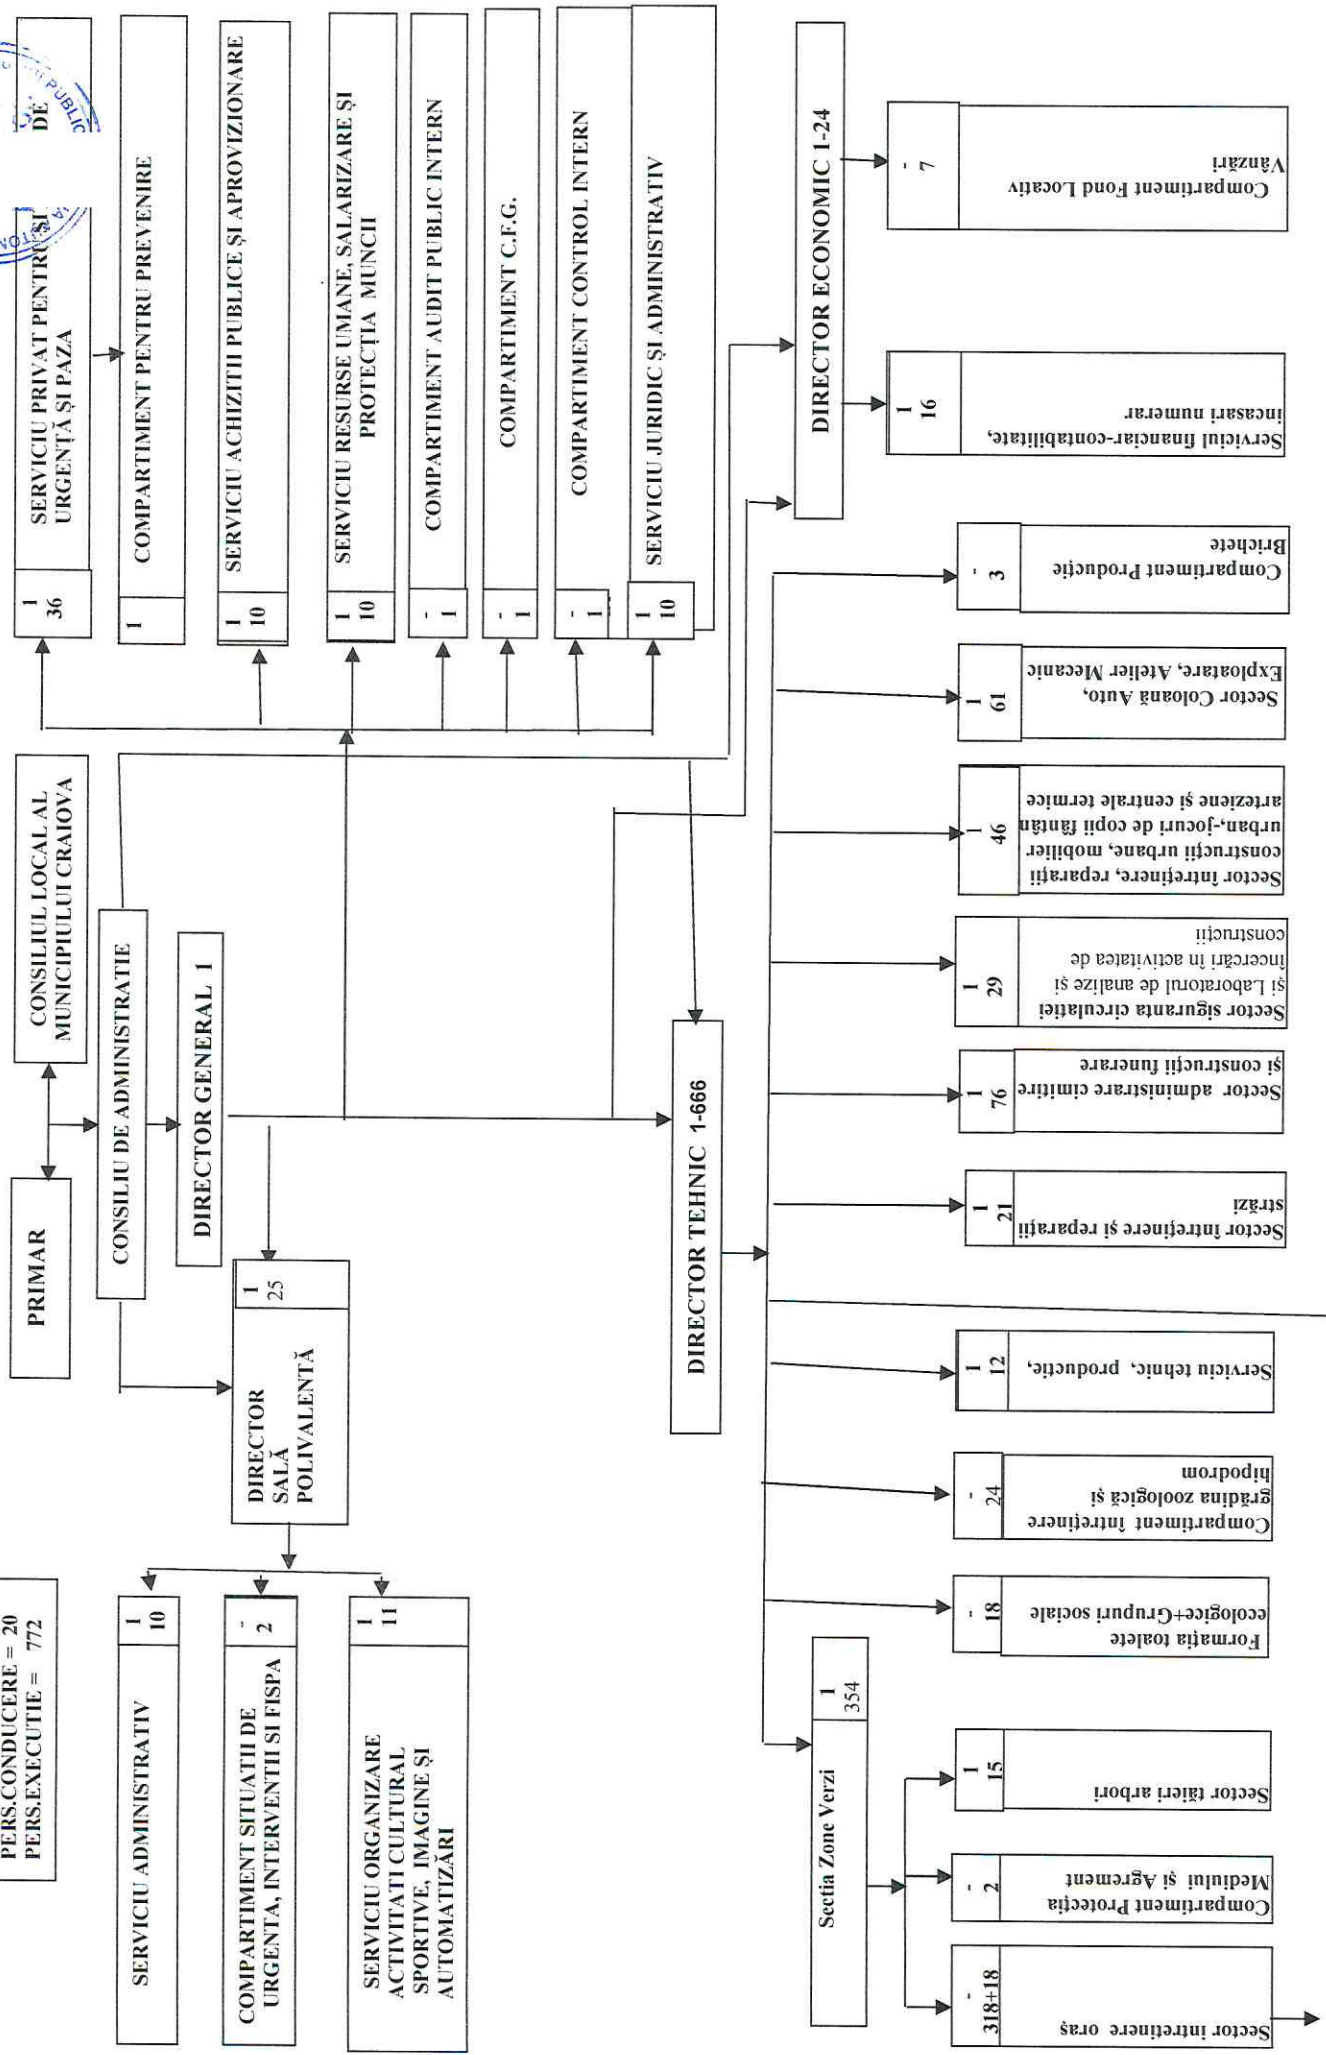 PERS.CONDUCERE = 20
PERS.EXECUTIE = 772
PRIMAR
CONSILIUL LOCAL AL
MUNICIPIULUI CRAIOVA
CONSILIU DE ADMINISTRATIE
DIRECTOR GENERAL 1
1
36
SERVICIU PRIVAT PENTRU SI
DE
URGENȚĂ ȘI PAZA
1
COMPARTIMENT PENTRU PREVENIRE
1
10
SERVICIU ACHIZITII PUBLICE ȘI APROVIZIONARE
1
10
SERVICIU RESURSE UMANE, SALARIZARE ȘI
PROTECȚIA MUNCII
-
1
COMPARTIMENT AUDIT PUBLIC INTERN
-
1
COMPARTIMENT C.F.G.
-
1
COMPARTIMENT CONTROL INTERN
1
10
SERVICIU JURIDIC ȘI ADMINISTRATIV
DIRECTOR
SALĂ
POLIVALENTĂ
1
25
SERVICIU ADMINISTRATIV
1
10
COMPARTIMENT SITUATII DE
URGENTA, INTERVENTII SI FISPA
-
2
SERVICIU ORGANIZARE
ACTIVITATI CULTURAL
SPORTIVE, IMAGINE ȘI
AUTOMATIZĂRI
1
11
DIRECTOR TEHNIC 1-666
DIRECTOR ECONOMIC 1-24
Sectia Zone Verzi
1
354
-
318+18
Sector intretinere oraș
-
2
Compartiment Protecția
Mediului și Agrement
1
15
Sector tăieri arbori
-
18
Formația toalete
ecologice+Grupuri sociale
-
24
Compartiment întreținere
grădina zoologică și
hipodrom
1
12
Serviciu tehnic, productie,
1
21
Sector întreținere și reparații
străzi
1
76
Sector administrare cimitire
și construcții funerare
1
29
Sector siguranta circulatiei
și Laboratorul de analize și
încercări în activitatea de
construcții
1
46
Sector întreținere, reparații
construcții urbane, mobilier
urban,-jocuri de copii fântân
arteziene și centrale termice
1
61
Sector Coloană Auto,
Exploatare, Atelier Mecanic
-
3
Compartiment Producție
Brichete
1
16
Serviciul financiar-contabilitate,
incasari numerar
-
7
Compartiment Fond Locativ
Vânzări